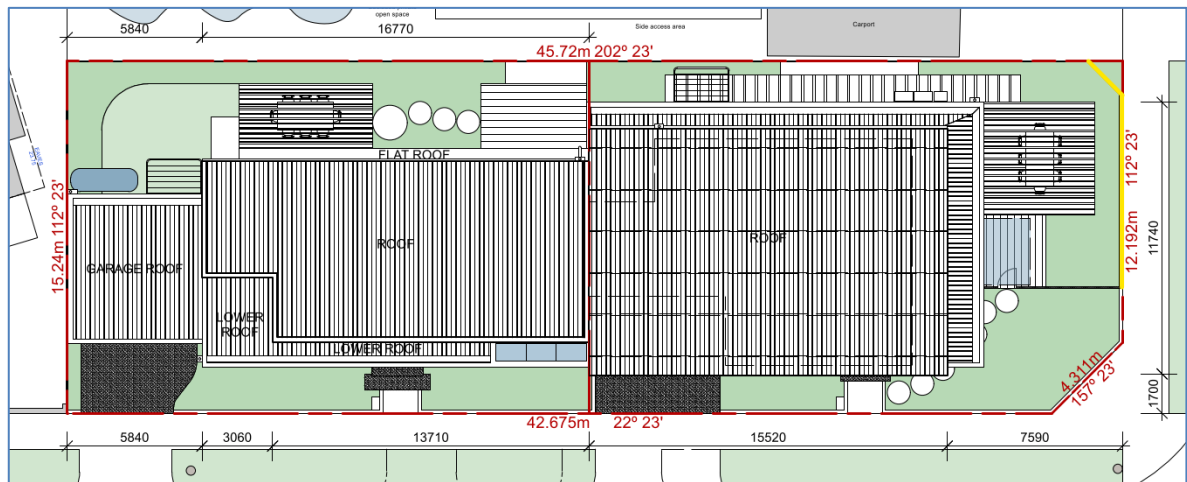 open space
Side access area
Carport
5840
16770
45.72m 202º 23'
FLAT ROOF
15.24m 112º 23'
GARAGE ROOF
ROOF
LOWER
ROOF
LOWER ROOF
ROOF
112º 23'
12.192m
11740
4.311m
157º 23'
1700
42.675m
22º 23'
5840
3060
13710
15520
7590